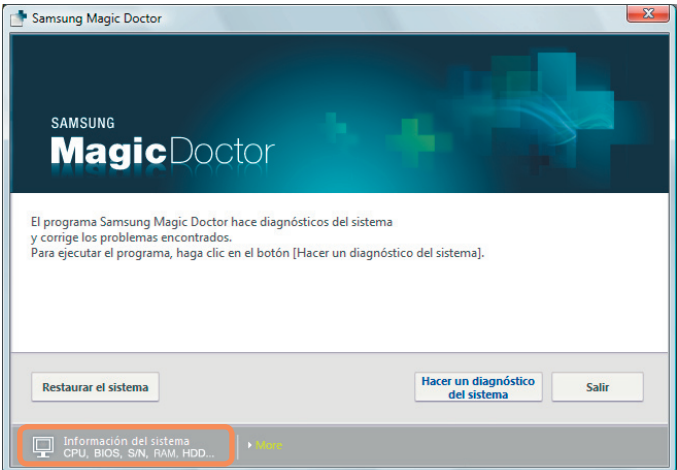 Samsung Magic Doctor
SAMSUNG
MagicDoctor
El programa Samsung Magic Doctor hace diagnósticos del sistema
y corrige los problemas encontrados.
Para ejecutar el programa, haga clic en el botón [Hacer un diagnóstico del sistema].
Restaurar el sistema
Hacer un diagnóstico
del sistema
Salir
Información del sistema
CPU, BIOS, S/N, RAM, HDD...
More